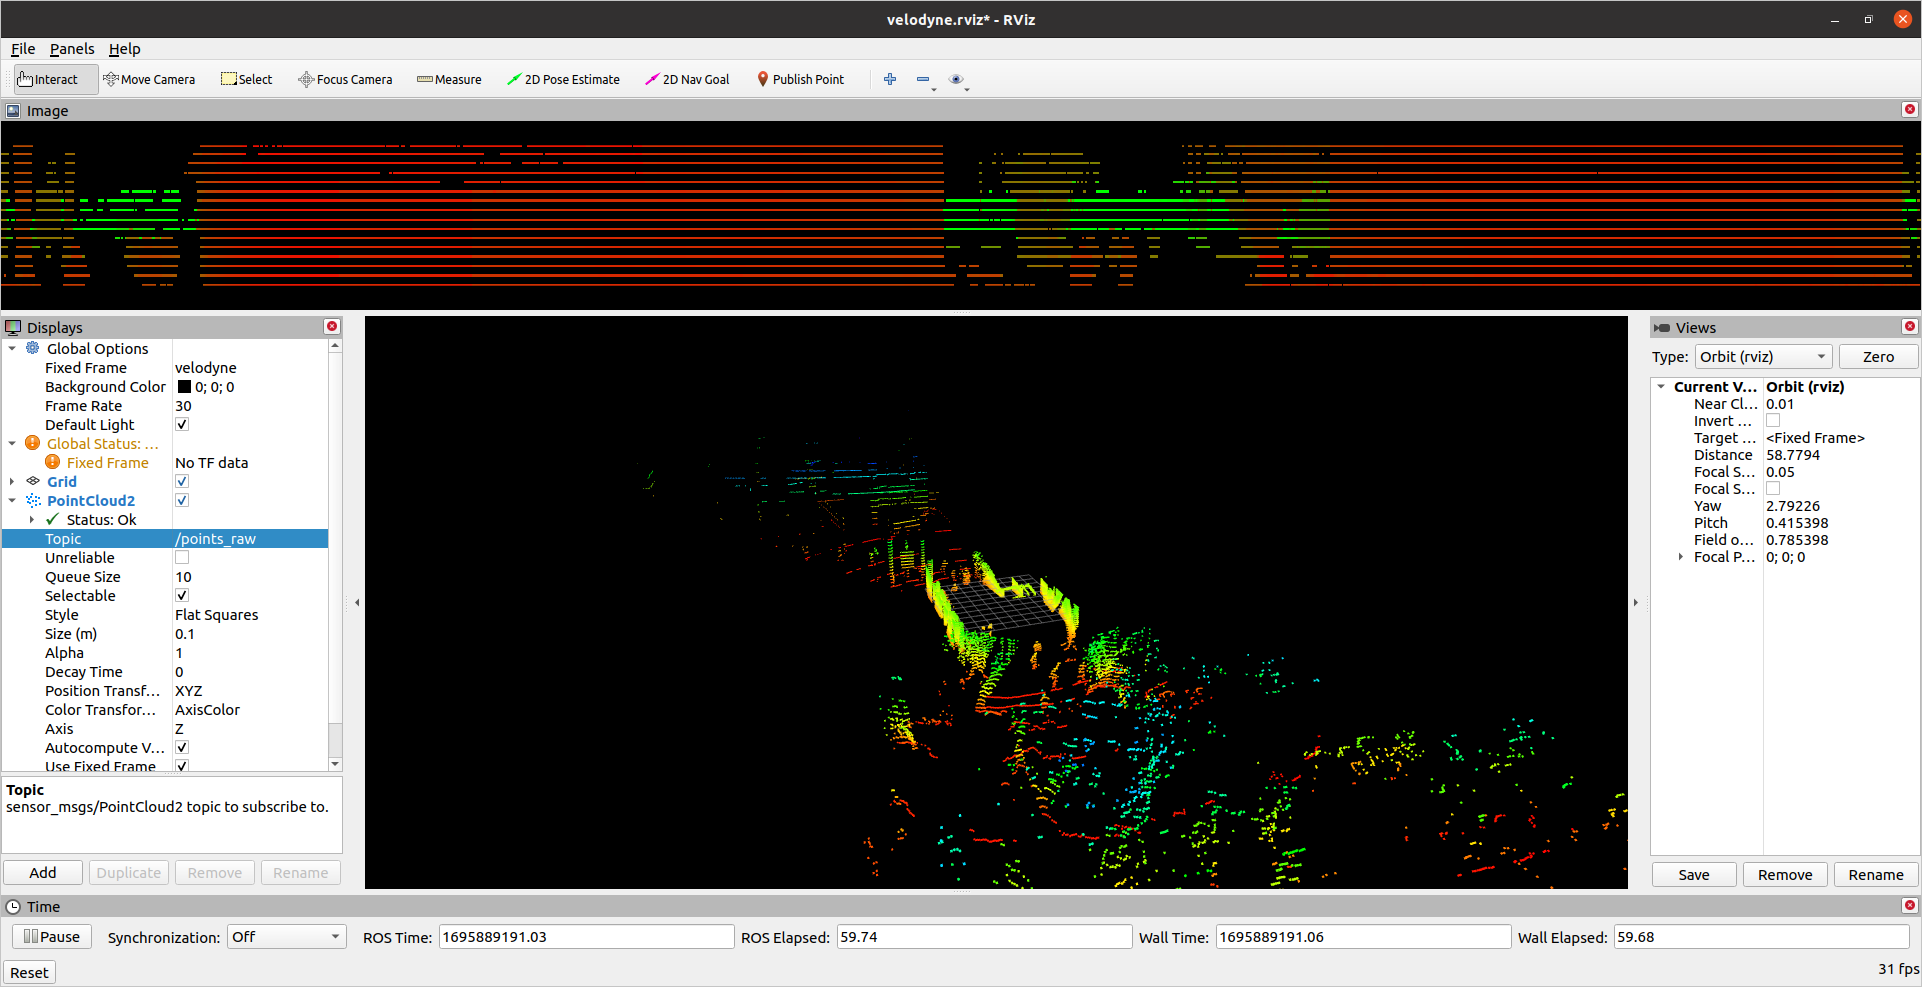 velodyne.rviz* - RViz
File Panels Help
Interact Move Camera Select Focus Camera Measure 2D Pose Estimate 2D Nav Goal Publish Point
Image
Displays
Global Options
Fixed Frame velodyne
Background Color 0; 0; 0
Frame Rate 30
Default Light
Global Status: ...
Fixed Frame No TF data
Grid
PointCloud2
Status: Ok
Topic /points_raw
Unreliable
Queue Size 10
Selectable
Style Flat Squares
Size (m) 0.1
Alpha 1
Decay Time 0
Position Transf... XYZ
Color Transfor... AxisColor
Axis Z
Autocompute V...
Use Fixed Frame
Topic
sensor_msgs/PointCloud2 topic to subscribe to.
Add Duplicate Remove Rename
Views
Type: Orbit (rviz) Zero
Current V... Orbit (rviz)
Near Cl... 0.01
Invert ...
Target ... <Fixed Frame>
Distance 58.7794
Focal S... 0.05
Focal S...
Yaw 2.79226
Pitch 0.415398
Field o... 0.785398
Focal P... 0; 0; 0
Save Remove Rename
Time
Pause Synchronization: Off ROS Time: 1695889191.03 ROS Elapsed: 59.74 Wall Time: 1695889191.06 Wall Elapsed: 59.68
Reset 31 fps